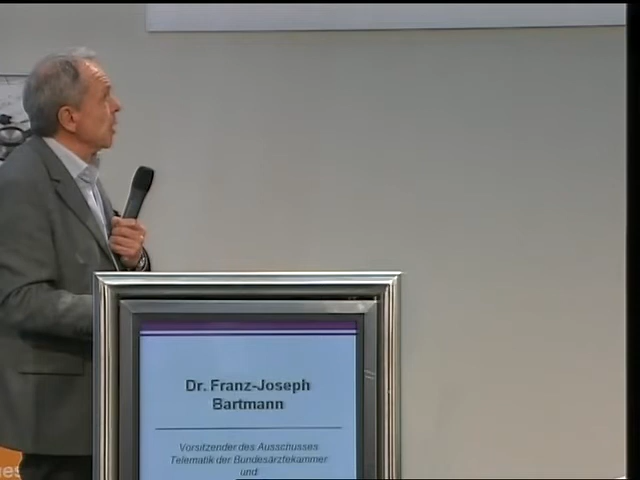 Dr. Franz-Joseph
Bartmann
Vorsitzender des Ausschusses
Telematik der Bundesärztekammer
und